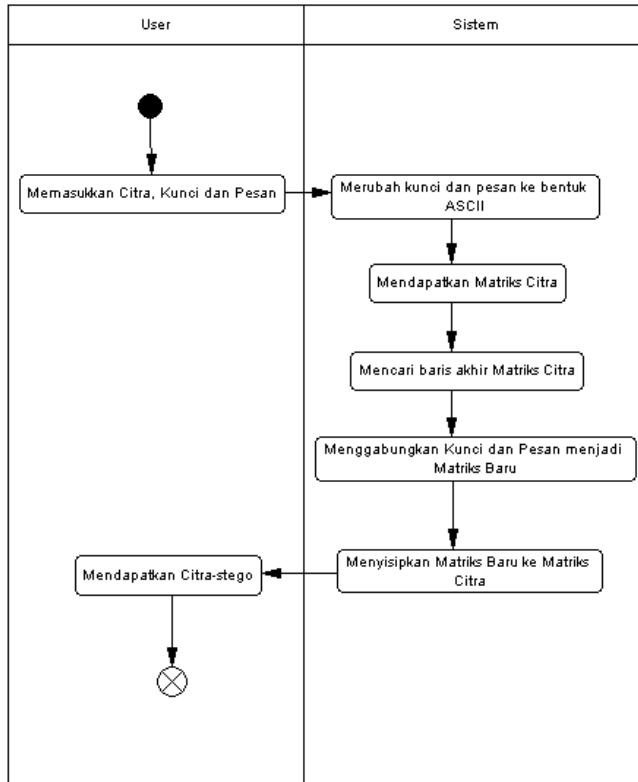 User
Sistem
Memasukkan Citra, Kunci dan Pesan
Merubah kunci dan pesan ke bentuk
ASCII
Mendapatkan Matriks Citra
Mencari baris akhir Matriks Citra
Menggabungkan Kunci dan Pesan menjadi
Matriks Baru
Menyisipkan Matriks Baru ke Matriks
Citra
Mendapatkan Citra-stego